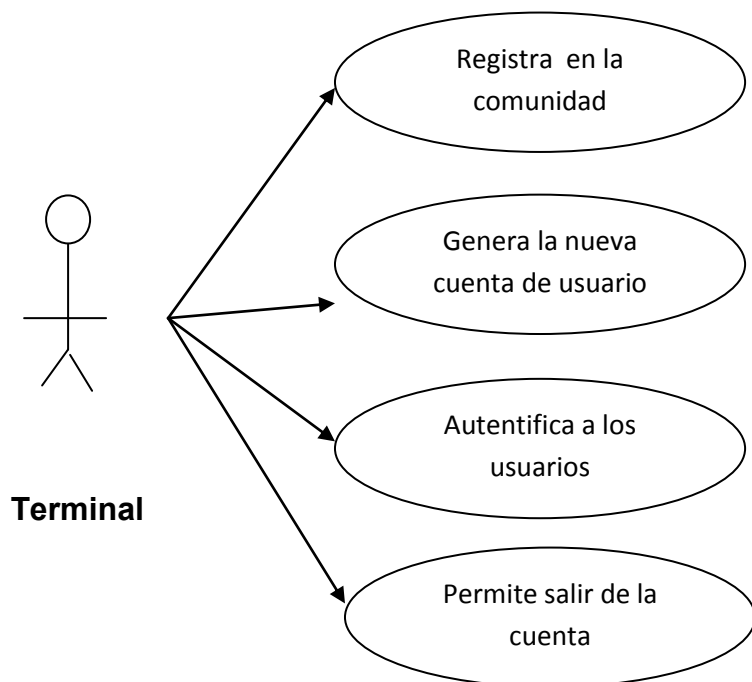 Registra en la
comunidad
Genera la nueva
cuenta de usuario
Autentifica a los
usuarios
Terminal
Permite salir de la
cuenta